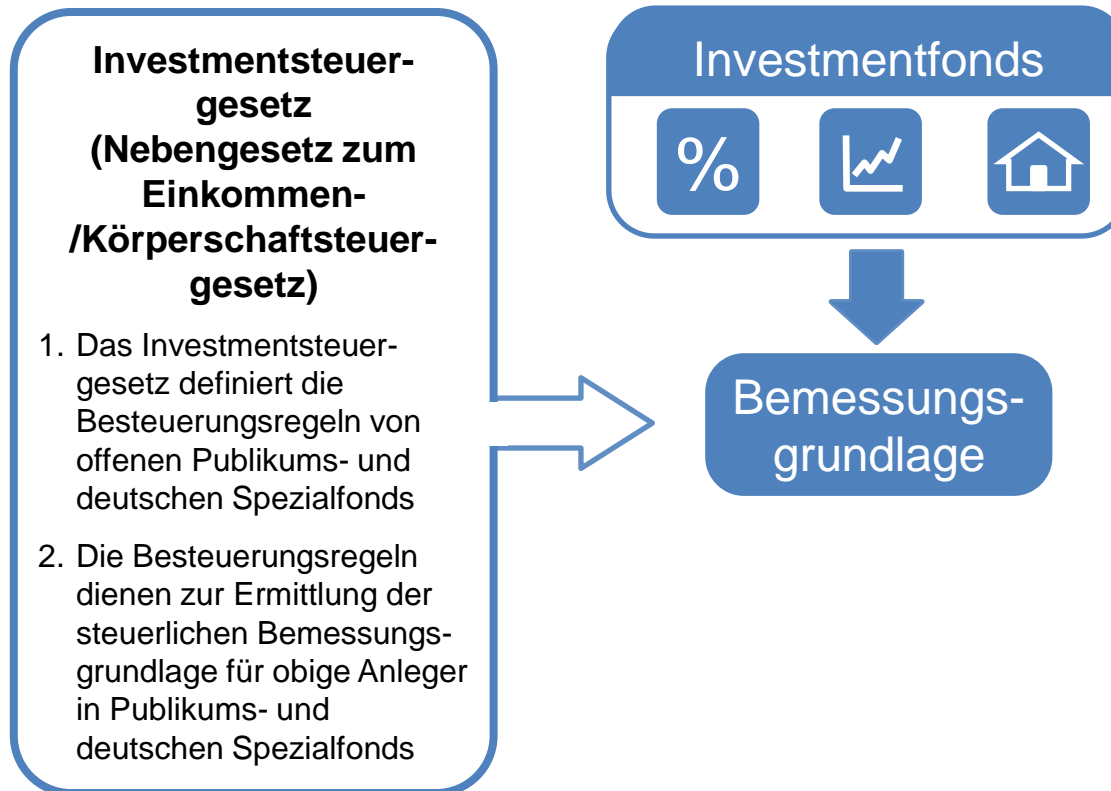 Investmentsteuer-
gesetz
(Nebengesetz zum
Einkommen-
/Körperschaftsteuer-
gesetz)
1. Das Investmentsteuer-
gesetz definiert die
Besteuerungsregeln von
offenen Publikums- und
deutschen Spezialfonds
2. Die Besteuerungsregeln
dienen zur Ermittlung der
steuerlichen Bemessungs-
grundlage für obige Anleger
in Publikums- und
deutschen Spezialfonds
Investmentfonds
%
Bemessungs-
grundlage